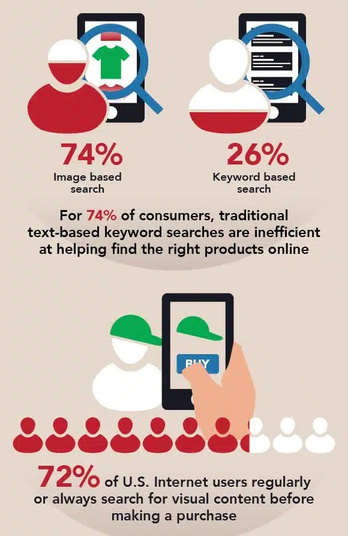 74%
Image based
search
26%
Keyword based
search
For 74% of consumers, traditional
text-based keyword searches are inefficient
at helping find the right products online
BUY
72% of U.S. Internet users regularly
or always search for visual content before
making a purchase